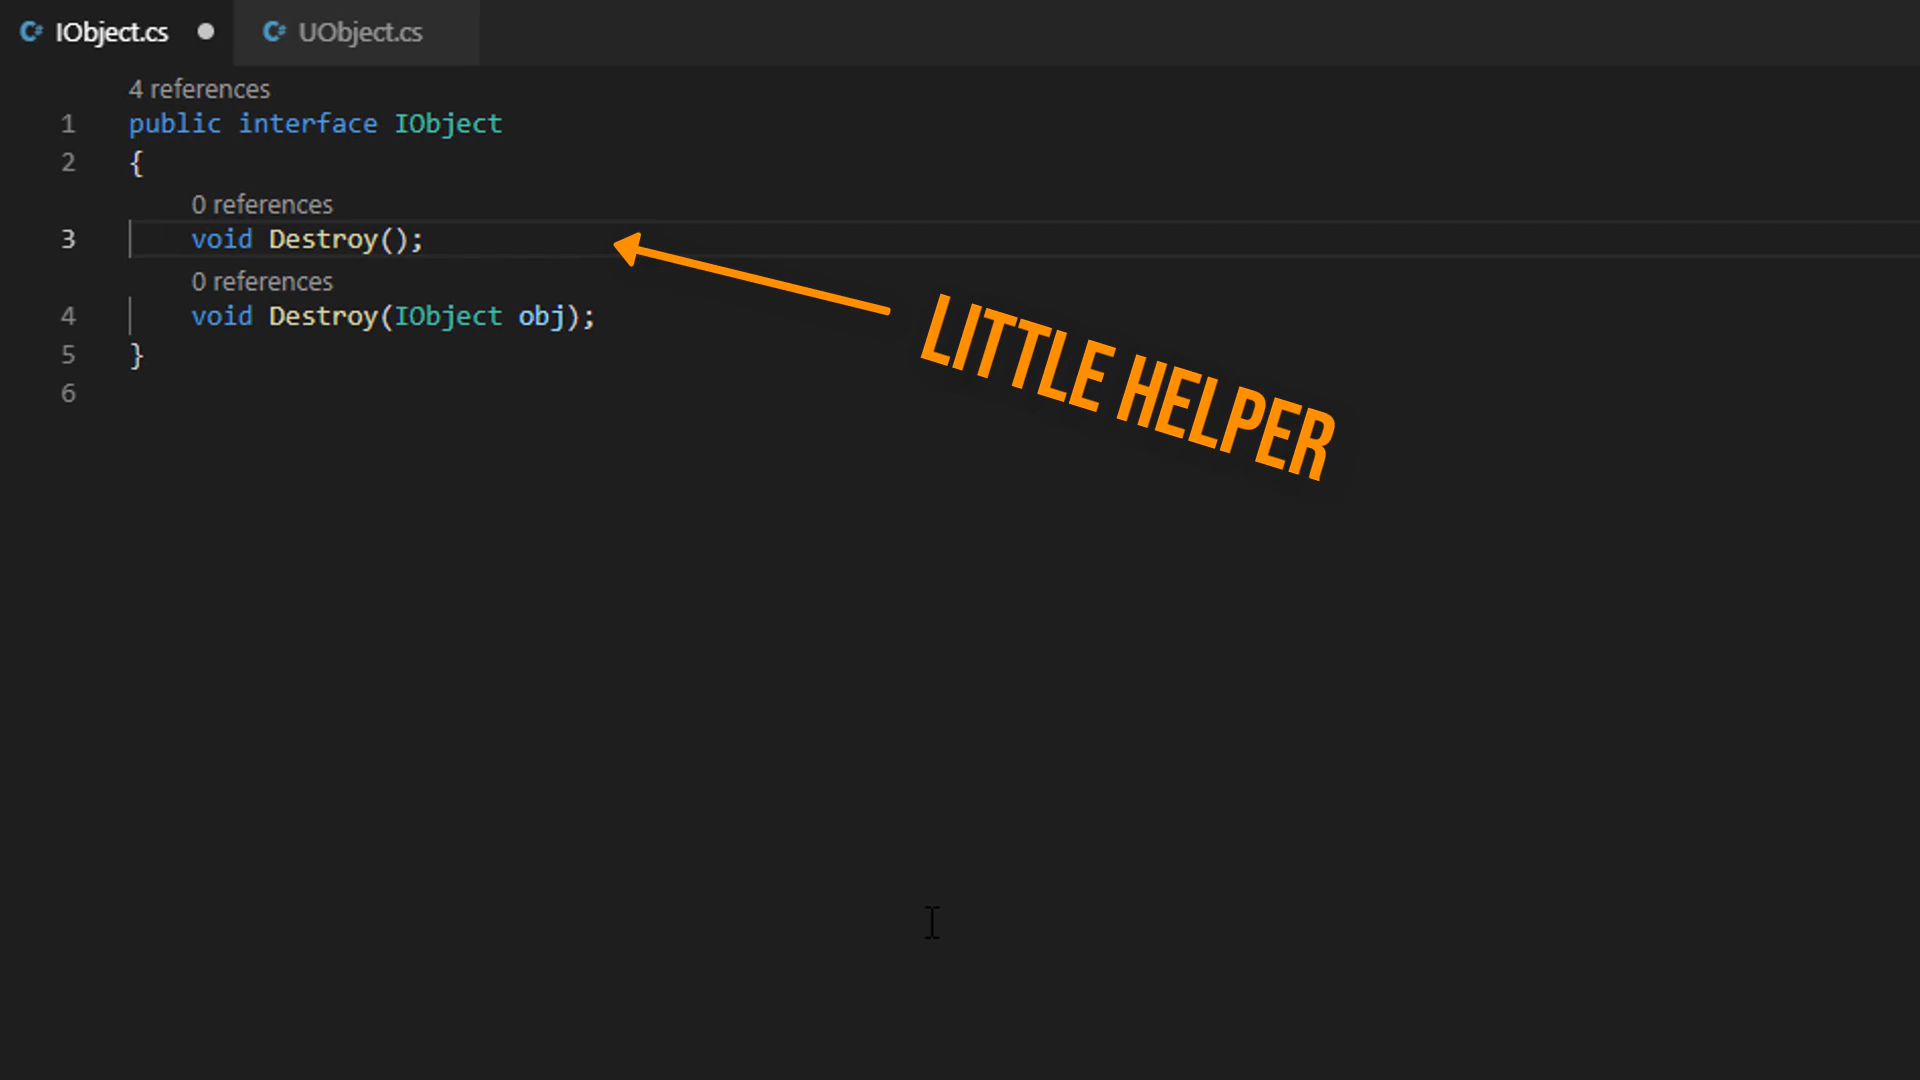 IObject.cs
UObject.cs
4 references
1 public interface IObject
2 {
0 references
3 void Destroy();
0 references
4 void Destroy(IObject obj);
5 }
6
LITTLE HELPER